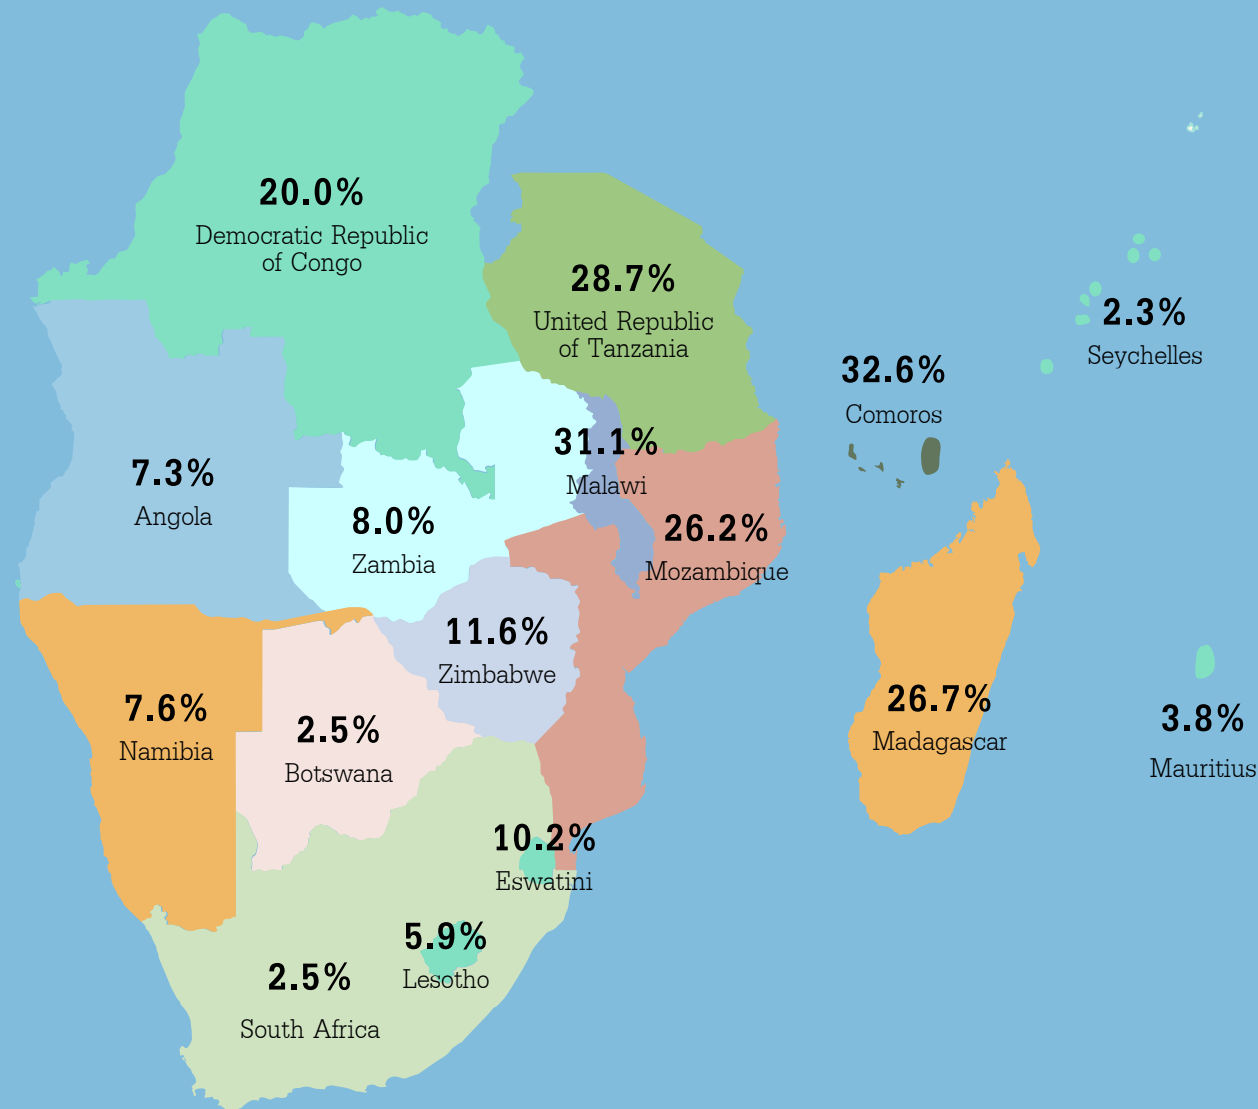 20.0%
Democratic Republic
of Congo
28.7%
United Republic
of Tanzania
2.3%
Seychelles
32.6%
Comoros
31.1%
Malawi
7.3%
Angola
8.0%
Zambia
26.2%
Mozambique
11.6%
Zimbabwe
7.6%
Namibia
2.5%
Botswana
26.7%
Madagascar
3.8%
Mauritius
10.2%
Eswatini
5.9%
Lesotho
2.5%
South Africa